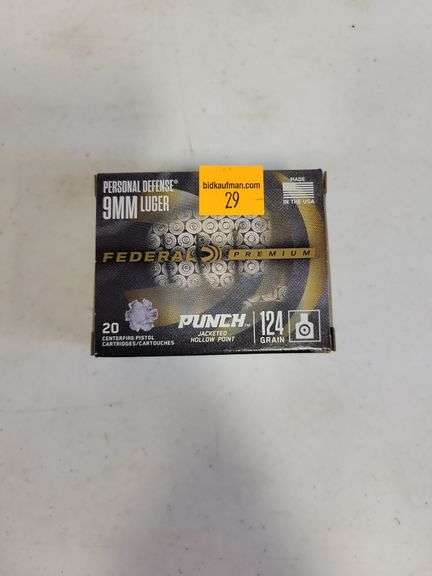 PERSONAL DEFENSE®
9MM LUGER
bidkaufman.com
29
MADE
IN THE USA
FEDERAL PREMIUM
20
CENTERFIRE PISTOL
CARTRIDGES/CARTOUCHES
PUNCH™
JACKETED
HOLLOW POINT
124
GRAIN